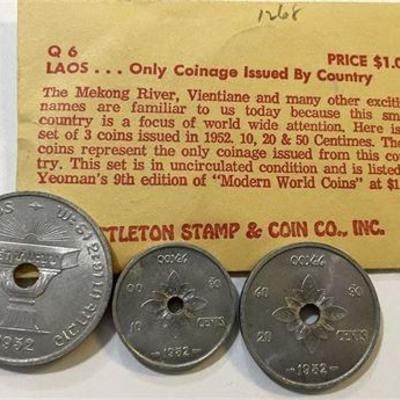 1268
Q 6
PRICE $1.0
LAOS . . . Only Coinage Issued By Country
The Mekong River, Vientiane and many other exciti
names are familiar to us today because this sm
country is a focus of world wide attention. Here is
set of 3 coins issued in 1952. 10, 20 & 50 Centimes. The
coins represent the only coinage issued from this co
try. This set is in uncirculated condition and is listed
Yeoman's 9th edition of "Modern World Coins" at $1
TLETON STAMP & COIN CO., INC.
1952
10
CENTS
1952
20
CENTS
1952